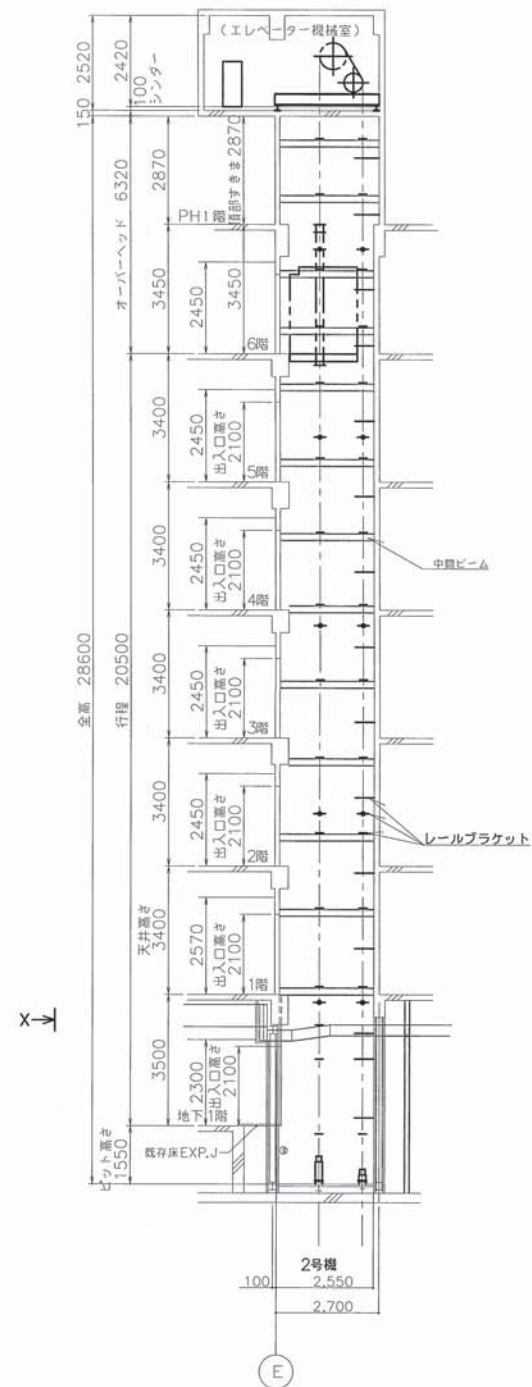 (エレベーター機械室)
2520
2420
150
100
シンダー
オーバーヘッド 6320
2870
頂部すきま2870
PH1階
3450
2450
3450
6階
3400
2450
出入口高さ
2100
5階
3400
2450
出入口高さ
2100
4階
中間ビーム
全高 28600
行程 20500
3400
2450
出入口高さ
2100
3階
3400
2450
出入口高さ
2100
2階
レールブラケット
天井高さ
3400
2570
出入口高さ
2100
1階
X
3500
2300
出入口高さ
2100
地下1階
ピット高さ
1550
既存床EXP.J
2号機
100
2,550
2,700
E